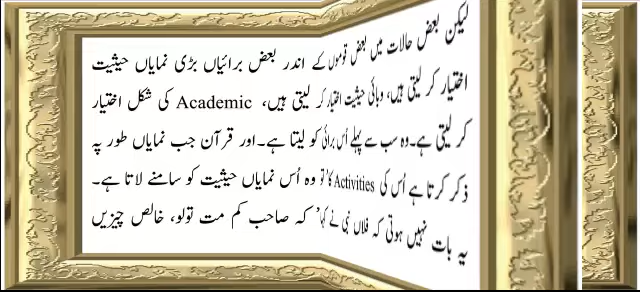 لیکن بعض حالات میں بعض قوموں کے اندر بعض برائیاں بڑی نمایاں حیثیت
اختیار کر لیتی ہیں، وبائی حیثیت اختیار کر لیتی ہیں، Academic کی شکل اختیار
کر لیتی ہے۔ وہ سب سے پہلے اُس برائی کو لیتا ہے۔ اور قرآن جب نمایاں طور پہ
ذکر کرتا ہے اُس کی Activities کا' تو وہ اُس نمایاں حیثیت کو سامنے لاتا ہے۔
یہ بات نہیں ہوتی کہ فلاں نبی نے کہا' کہ صاحب کم مت تولو، خالص چیزیں